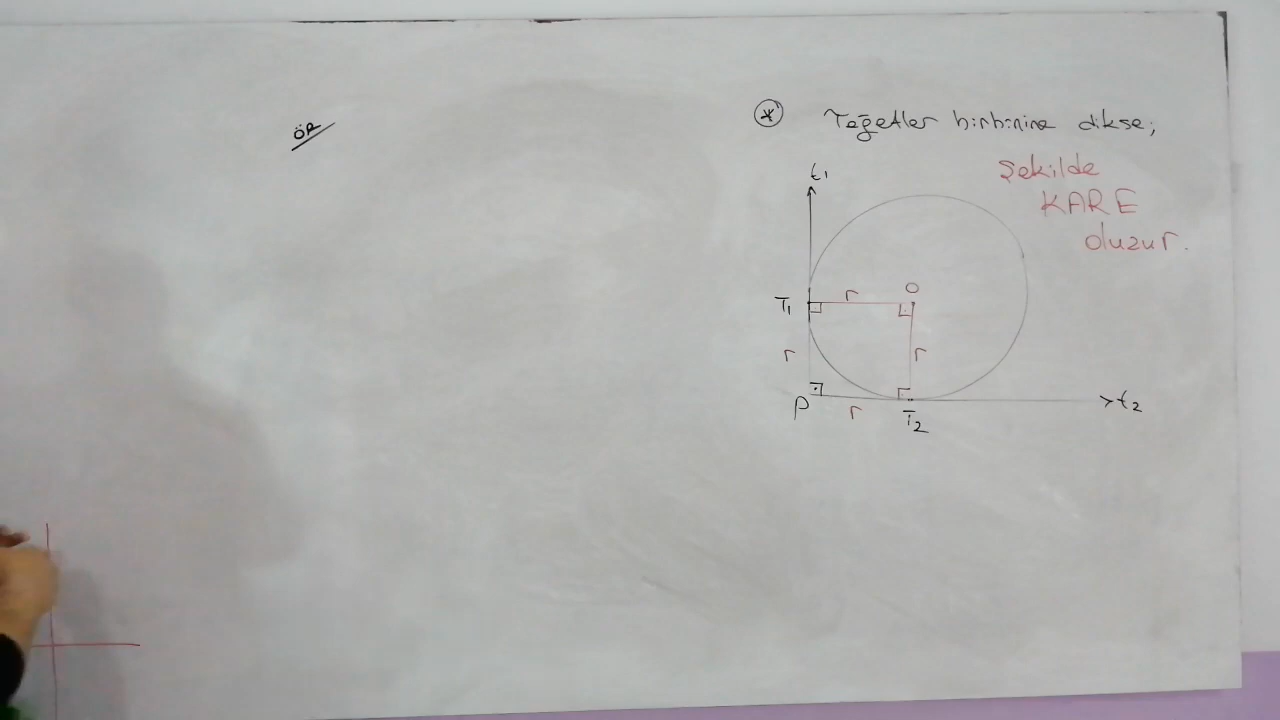 ÖR
* Teğetler birbirine dikse;
Şekilde
KARE
oluşur.
t₁
O
T₁
r
r
r
P
r
T₂
t₂